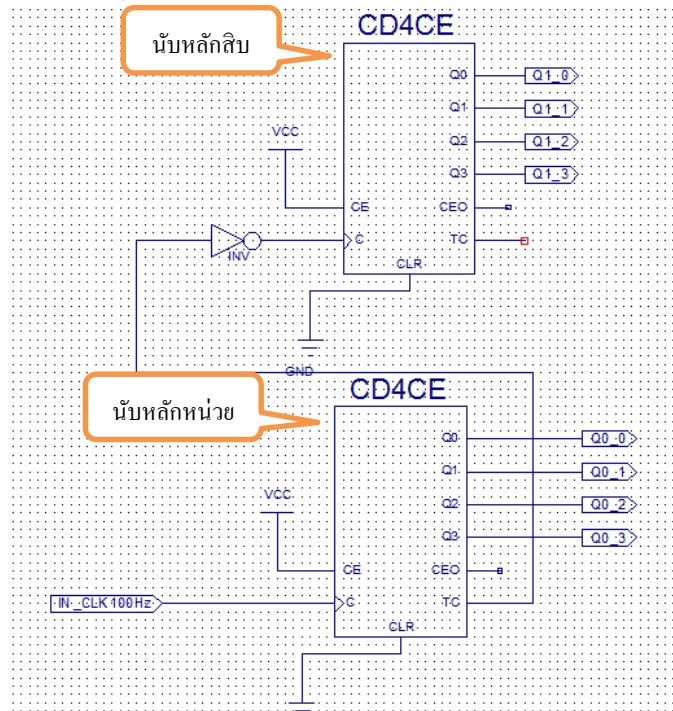 CD4CE
นับหลักสิบ
Q0
Q1_0
Q1
Q1_1
VCC
Q2
Q1_2
Q3
Q1_3
CE
CEO
C
TC
INV
CLR
GND
CD4CE
นับหลักหน่วย
Q0
Q0_0
Q1
Q0_1
VCC
Q2
Q0_2
Q3
Q0_3
CE
CEO
IN_CLK100Hz
C
TC
CLR